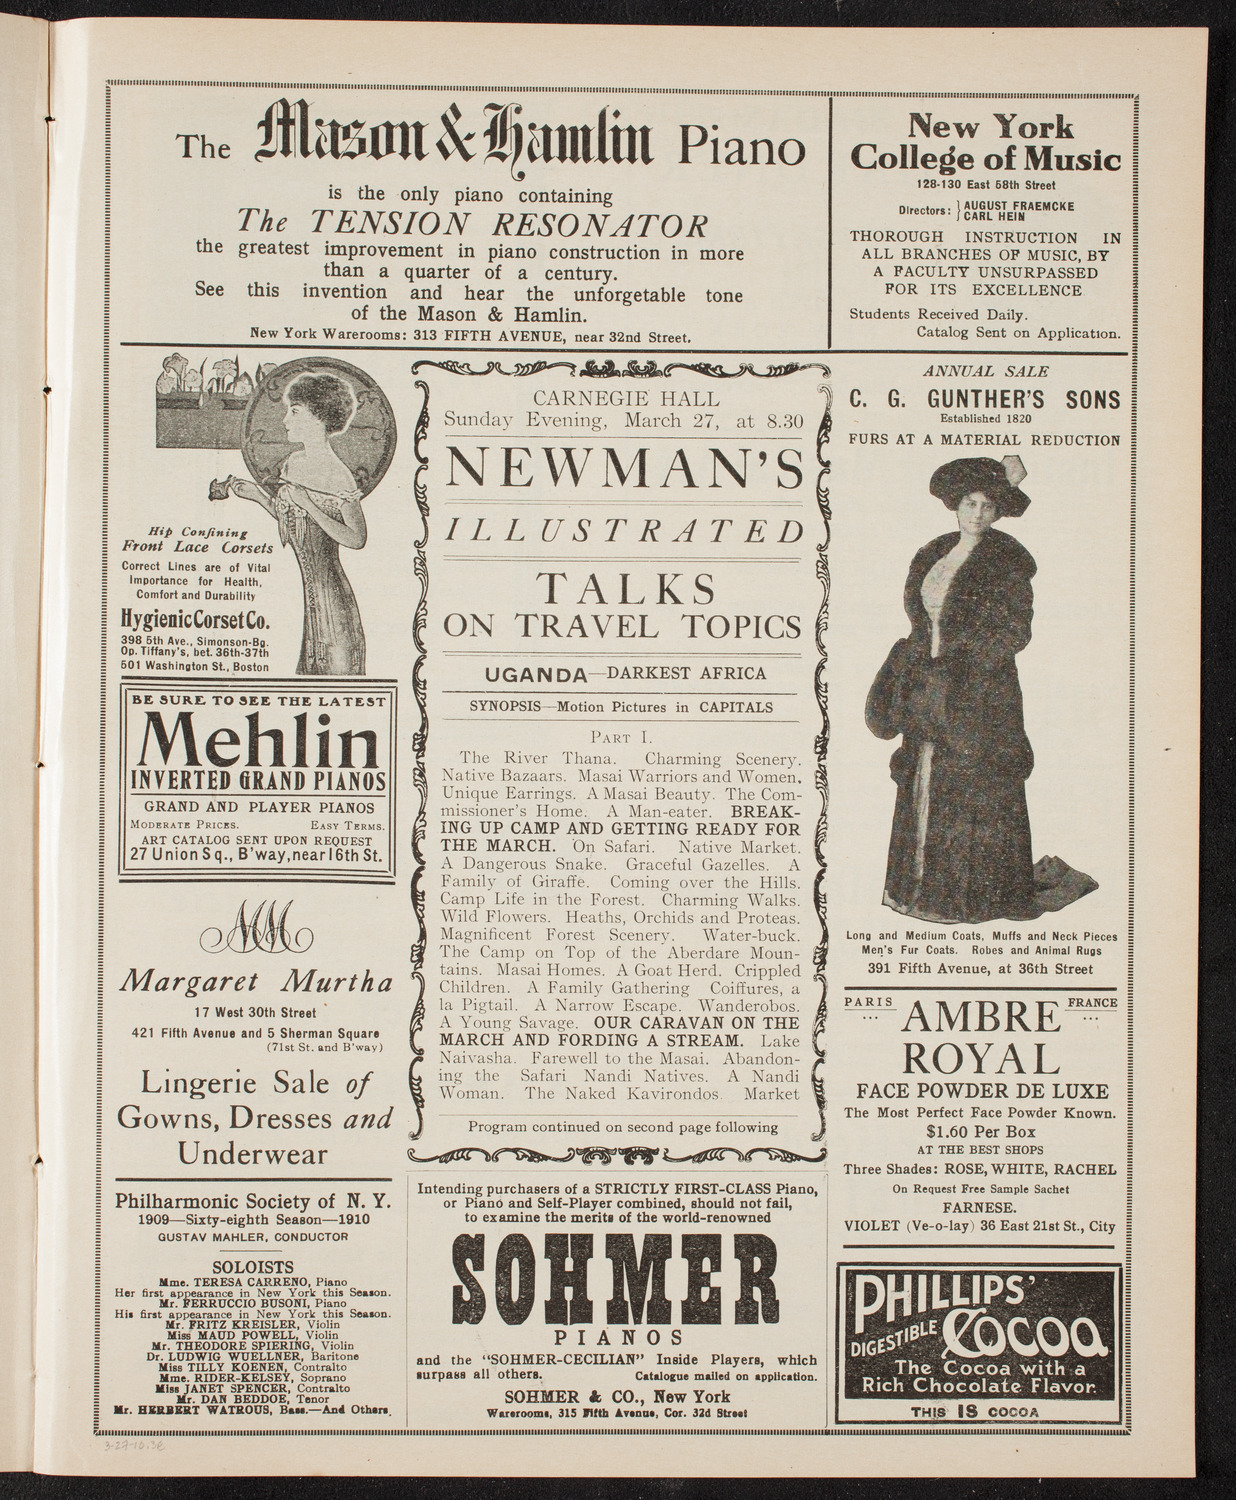 The Mason & Hamlin Piano
is the only piano containing
The TENSION RESONATOR
the greatest improvement in piano construction in more
than a quarter of a century.
See this invention and hear the unforgetable tone
of the Mason & Hamlin.
New York Warerooms: 313 FIFTH AVENUE, near 32nd Street.
New York
College of Music
128-130 East 58th Street
Directors: } AUGUST FRAEMCKE
CARL HEIN
THOROUGH INSTRUCTION IN
ALL BRANCHES OF MUSIC, BY
A FACULTY UNSURPASSED
FOR ITS EXCELLENCE
Students Received Daily.
Catalog Sent on Application.
Hip Confining
Front Lace Corsets
Correct Lines are of Vital
Importance for Health,
Comfort and Durability
Hygienic Corset Co.
398 5th Ave., Simonson-Bg.
Op. Tiffany's, bet. 36th-37th
501 Washington St., Boston
BE SURE TO SEE THE LATEST
Mehlin
INVERTED GRAND PIANOS
GRAND AND PLAYER PIANOS
MODERATE PRICES. EASY TERMS.
ART CATALOG SENT UPON REQUEST
27 Union Sq., B'way, near 16th St.
MM
Margaret Murtha
17 West 30th Street
421 Fifth Avenue and 5 Sherman Square
(71st St. and B'way)
Lingerie Sale of
Gowns, Dresses and
Underwear
Philharmonic Society of N. Y.
1909—Sixty-eighth Season—1910
GUSTAV MAHLER, CONDUCTOR
SOLOISTS
Mme. TERESA CARRENO, Piano
Her first appearance in New York this Season.
Mr. FERRUCCIO BUSONI, Piano
His first appearance in New York this Season.
Mr. FRITZ KREISLER, Violin
Miss MAUD POWELL, Violin
Mr. THEODORE SPIERING, Violin
Dr. LUDWIG WUELLNER, Baritone
Miss TILLY KOENEN, Contralto
Mme. RIDER-KELSEY, Soprano
Miss JANET SPENCER, Contralto
Mr. DAN BEDDOE, Tenor
Mr. HERBERT WATROUS, Bass.—And Others.
CARNEGIE HALL
Sunday Evening, March 27, at 8.30
NEWMAN'S
ILLUSTRATED
TALKS
ON TRAVEL TOPICS
UGANDA—DARKEST AFRICA
SYNOPSIS—Motion Pictures in CAPITALS
PART I.
The River Thana. Charming Scenery.
Native Bazaars. Masai Warriors and Women,
Unique Earrings. A Masai Beauty. The Com-
missioner's Home. A Man-eater. BREAK-
ING UP CAMP AND GETTING READY FOR
THE MARCH. On Safari. Native Market.
A Dangerous Snake. Graceful Gazelles. A
Family of Giraffe. Coming over the Hills.
Camp Life in the Forest. Charming Walks.
Wild Flowers. Heaths, Orchids and Proteas.
Magnificent Forest Scenery. Water-buck.
The Camp on Top of the Aberdare Moun-
tains. Masai Homes. A Goat Herd. Crippled
Children. A Family Gathering Coiffures, a
la Pigtail. A Narrow Escape. Wanderobos.
A Young Savage. OUR CARAVAN ON THE
MARCH AND FORDING A STREAM. Lake
Naivasha. Farewell to the Masai. Abandon-
ing the Safari Nandi Natives. A Nandi
Woman. The Naked Kavirondos. Market
Program continued on second page following
Intending purchasers of a STRICTLY FIRST-CLASS Piano,
or Piano and Self-Player combined, should not fail,
to examine the merits of the world-renowned
SOHMER
PIANOS
and the "SOHMER-CECILIAN" Inside Players, which
surpass all others. Catalogue mailed on application.
SOHMER & CO., New York
Warerooms, 315 Fifth Avenue, Cor. 32d Street
ANNUAL SALE
C. G. GUNTHER'S SONS
Established 1820
FURS AT A MATERIAL REDUCTION
Long and Medium Coats, Muffs and Neck Pieces
Men's Fur Coats. Robes and Animal Rugs
391 Fifth Avenue, at 36th Street
PARIS AMBRE FRANCE
ROYAL
FACE POWDER DE LUXE
The Most Perfect Face Powder Known.
$1.60 Per Box
AT THE BEST SHOPS
Three Shades: ROSE, WHITE, RACHEL
On Request Free Sample Sachet
FARNESE.
VIOLET (Ve-o-lay) 36 East 21st St., City
PHILLIPS'
DIGESTIBLE COCOA
The Cocoa with a
Rich Chocolate Flavor.
THIS IS COCOA
3-27-10:3e